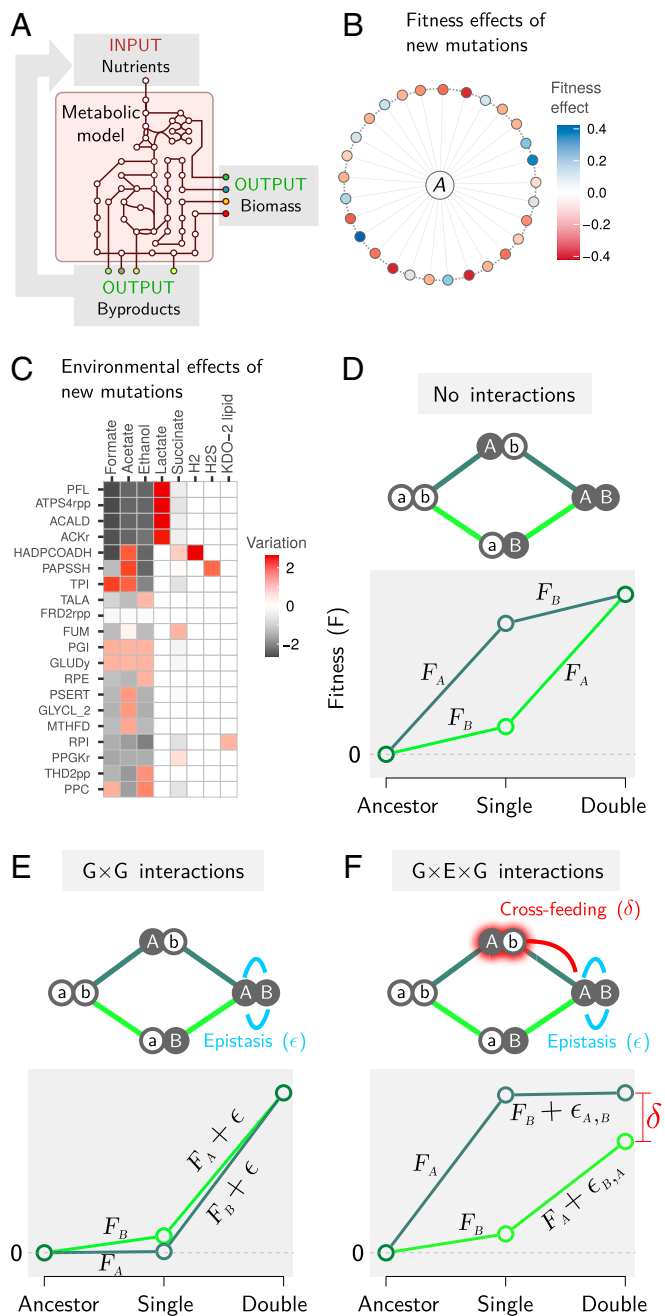 A
INPUT
Nutrients
Metabolic
model
OUTPUT
Biomass
OUTPUT
Byproducts
B
Fitness effects of
new mutations
A
Fitness
effect
0.4
0.2
0.0
−0.2
−0.4
C
Environmental effects of
new mutations
Formate
Acetate
Ethanol
Lactate
Succinate
H2
H2S
KDO−2 lipid
PFL
ATPS4rpp
ACALD
ACKr
HADPCOADH
PAPSSH
TPI
TALA
FRD2rpp
FUM
PGI
GLUDy
RPE
PSERT
GLYCL_2
MTHFD
RPI
PPGKr
THD2pp
PPC
Variation
2
0
−2
D
No interactions
A b
a b
A B
a B
Fitness (F)
F_B
F_A
F_A
F_B
0
Ancestor Single Double
E
G×G interactions
A b
a b
A B
a B
Epistasis (ϵ)
F_A + ϵ
F_B + ϵ
F_B
F_A
0
Ancestor Single Double
F
G×E×G interactions
Cross-feeding (δ)
A b
a b
A B
a B
Epistasis (ϵ)
F_B + ϵ_A,B
δ
F_A
F_A + ϵ_B,A
F_B
0
Ancestor Single Double